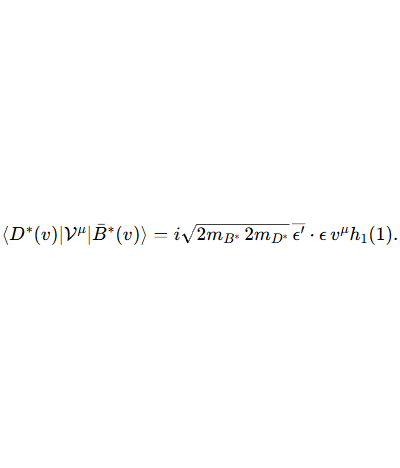 ⟨D*(v)|𝒱^μ|B̄*(v)⟩ = i√(2m_{B*} 2m_{D*}) \overline{ϵ′} · ϵ v^μ h_1(1).